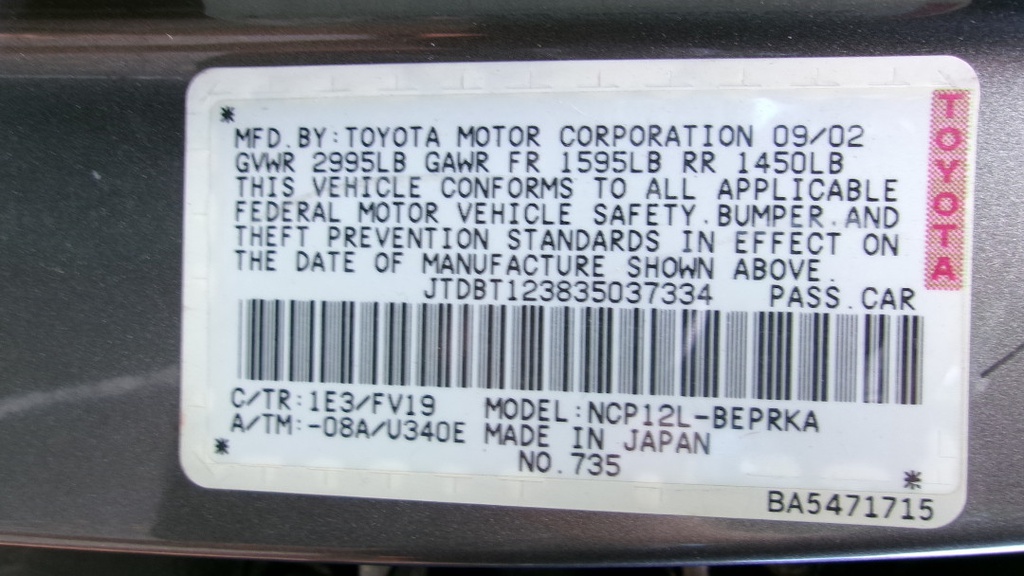 MFD.BY:TOYOTA MOTOR CORPORATION 09/02
GVWR 2995LB GAWR FR 1595LB RR 1450LB
THIS VEHICLE CONFORMS TO ALL APPLICABLE
FEDERAL MOTOR VEHICLE SAFETY.BUMPER.AND
THEFT PREVENTION STANDARDS IN EFFECT ON
THE DATE OF MANUFACTURE SHOWN ABOVE.
JTDBT123835037334 PASS.CAR
C/TR:1E3/FV19 MODEL:NCP12L-BEPRKA
A/TM:-08A/U340E MADE IN JAPAN
NO.735
BA5471715
TOYOTA